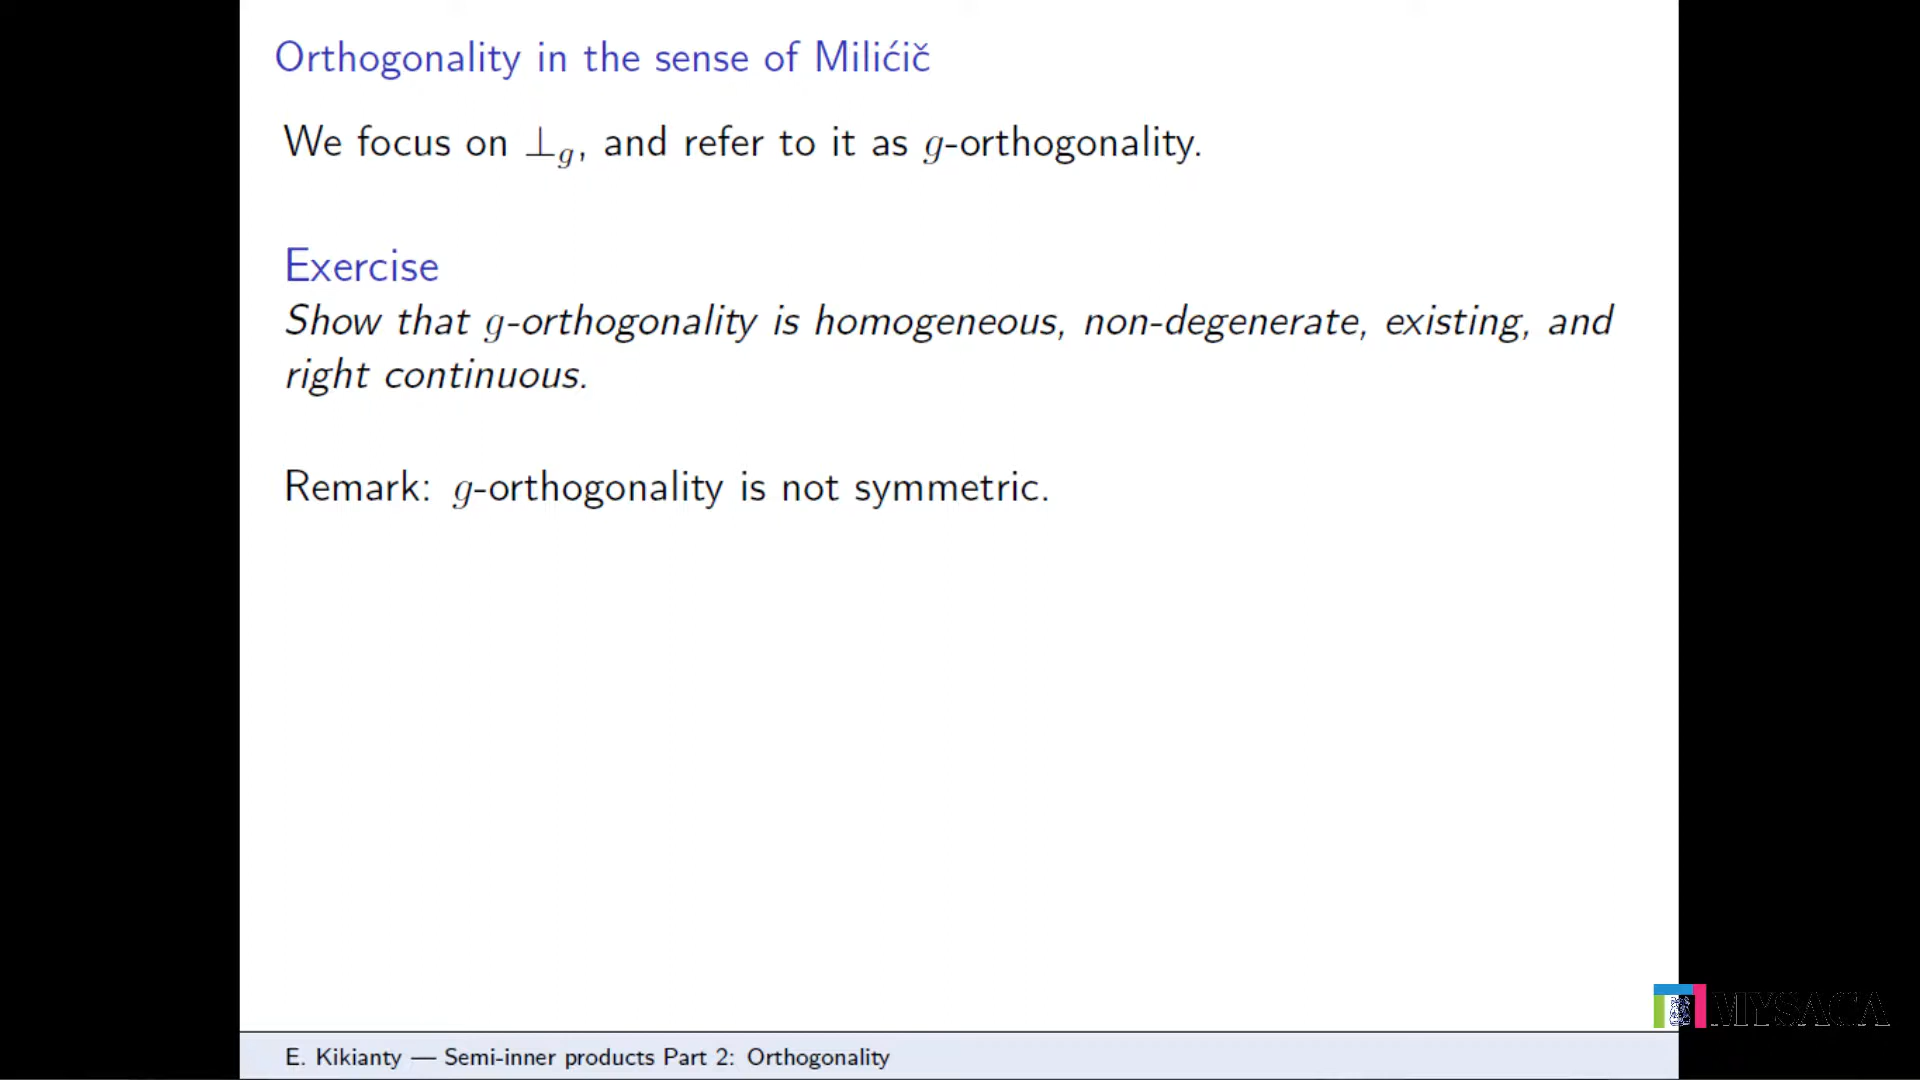 Orthogonality in the sense of Milićič
We focus on ⊥g, and refer to it as g-orthogonality.
Exercise
Show that g-orthogonality is homogeneous, non-degenerate, existing, and
right continuous.
Remark: g-orthogonality is not symmetric.
MYSACA
E. Kikianty — Semi-inner products Part 2: Orthogonality